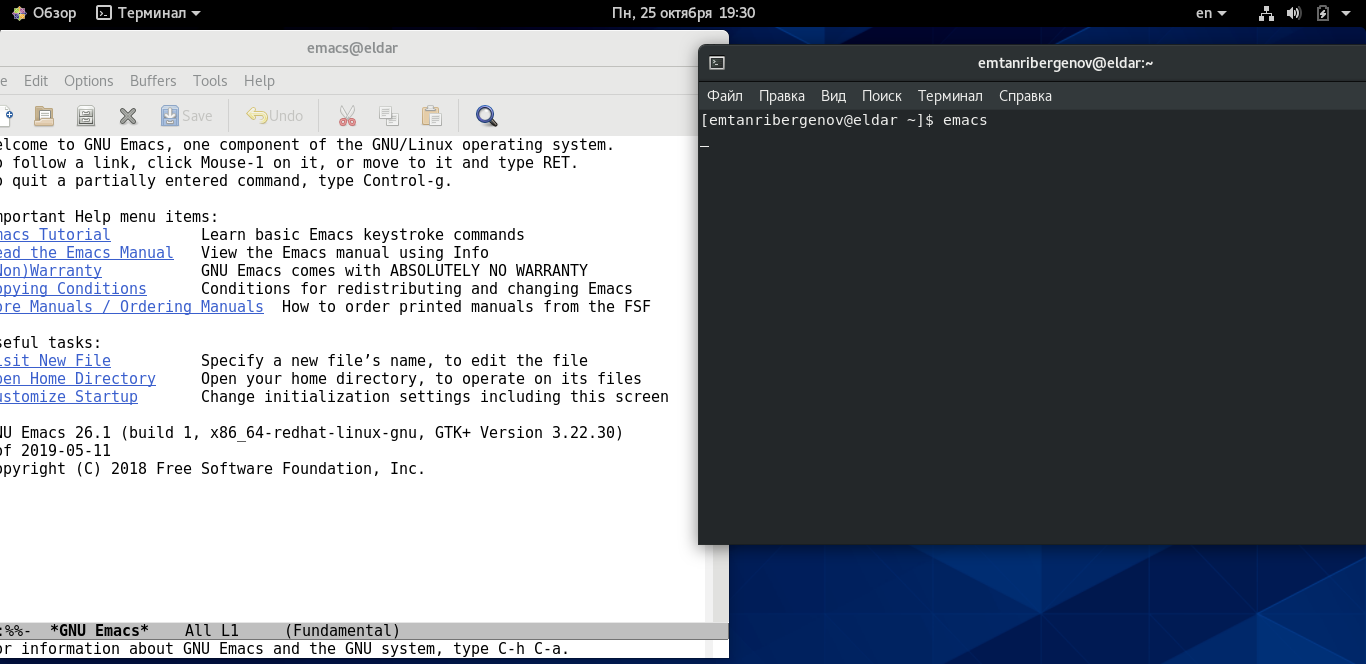 Обзор Терминал Пн, 25 октября 19:30 en
emacs@eldar
e Edit Options Buffers Tools Help
Save Undo
elcome to GNU Emacs, one component of the GNU/Linux operating system.
o follow a link, click Mouse-1 on it, or move to it and type RET.
o quit a partially entered command, type Control-g.
mportant Help menu items:
macs Tutorial Learn basic Emacs keystroke commands
ead the Emacs Manual View the Emacs manual using Info
Non)Warranty GNU Emacs comes with ABSOLUTELY NO WARRANTY
opying Conditions Conditions for redistributing and changing Emacs
ore Manuals / Ordering Manuals How to order printed manuals from the FSF
seful tasks:
isit New File Specify a new file’s name, to edit the file
pen Home Directory Open your home directory, to operate on its files
ustomize Startup Change initialization settings including this screen
NU Emacs 26.1 (build 1, x86_64-redhat-linux-gnu, GTK+ Version 3.22.30)
of 2019-05-11
opyright (C) 2018 Free Software Foundation, Inc.
:%%- *GNU Emacs* All L1 (Fundamental)
or information about GNU Emacs and the GNU system, type C-h C-a.
emtanribergenov@eldar:~
Файл Правка Вид Поиск Терминал Справка
[emtanribergenov@eldar ~]$ emacs